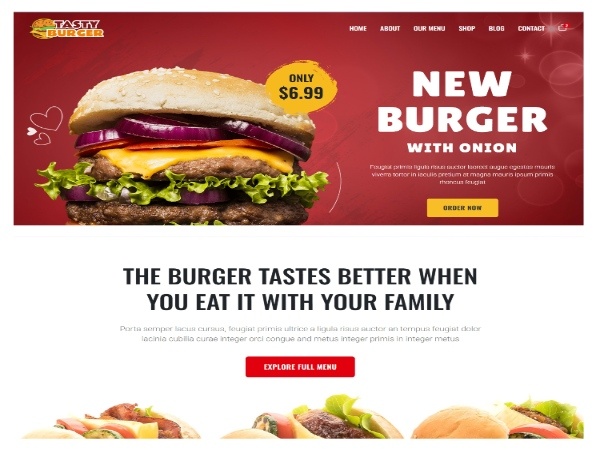 TASTY
BURGER
HOME ABOUT OUR MENU SHOP BLOG CONTACT
ONLY
$6.99
NEW
BURGER
WITH ONION
Feugiat primis ligula risus auctor laoreet augue egestas mauris
viverra tortor in iaculis pretium at magna mauris ipsum primis
rhoncus feugiat
ORDER NOW
THE BURGER TASTES BETTER WHEN
YOU EAT IT WITH YOUR FAMILY
Porta semper lacus cursus, feugiat primis ultrice a ligula risus auctor an tempus feugiat dolor
lacinia cubilia curae integer orci congue and metus integer primis in integer metus
EXPLORE FULL MENU